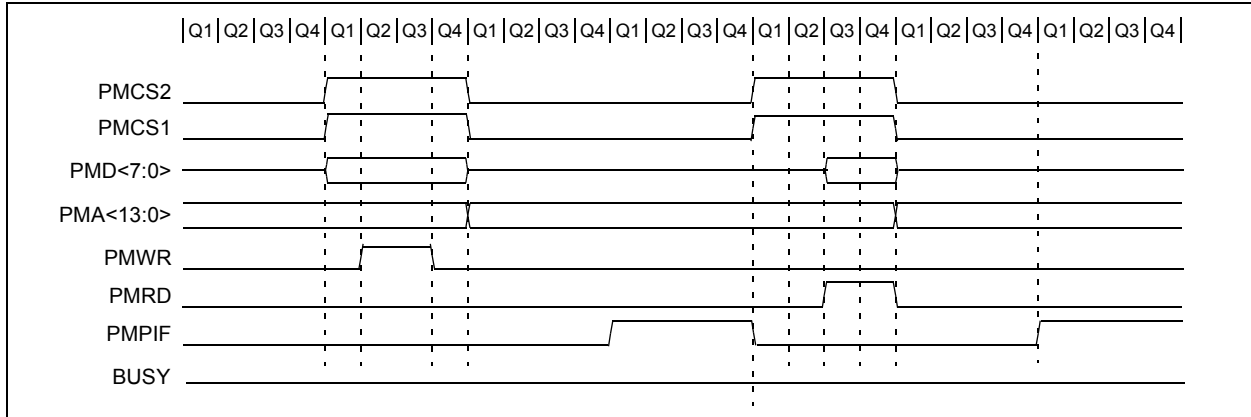 Q1 Q2 Q3 Q4 Q1 Q2 Q3 Q4 Q1 Q2 Q3 Q4 Q1 Q2 Q3 Q4 Q1 Q2 Q3 Q4 Q1 Q2 Q3 Q4 Q1 Q2 Q3 Q4
PMCS2
PMCS1
PMD<7:0>
PMA<13:0>
PMWR
PMRD
PMPIF
BUSY